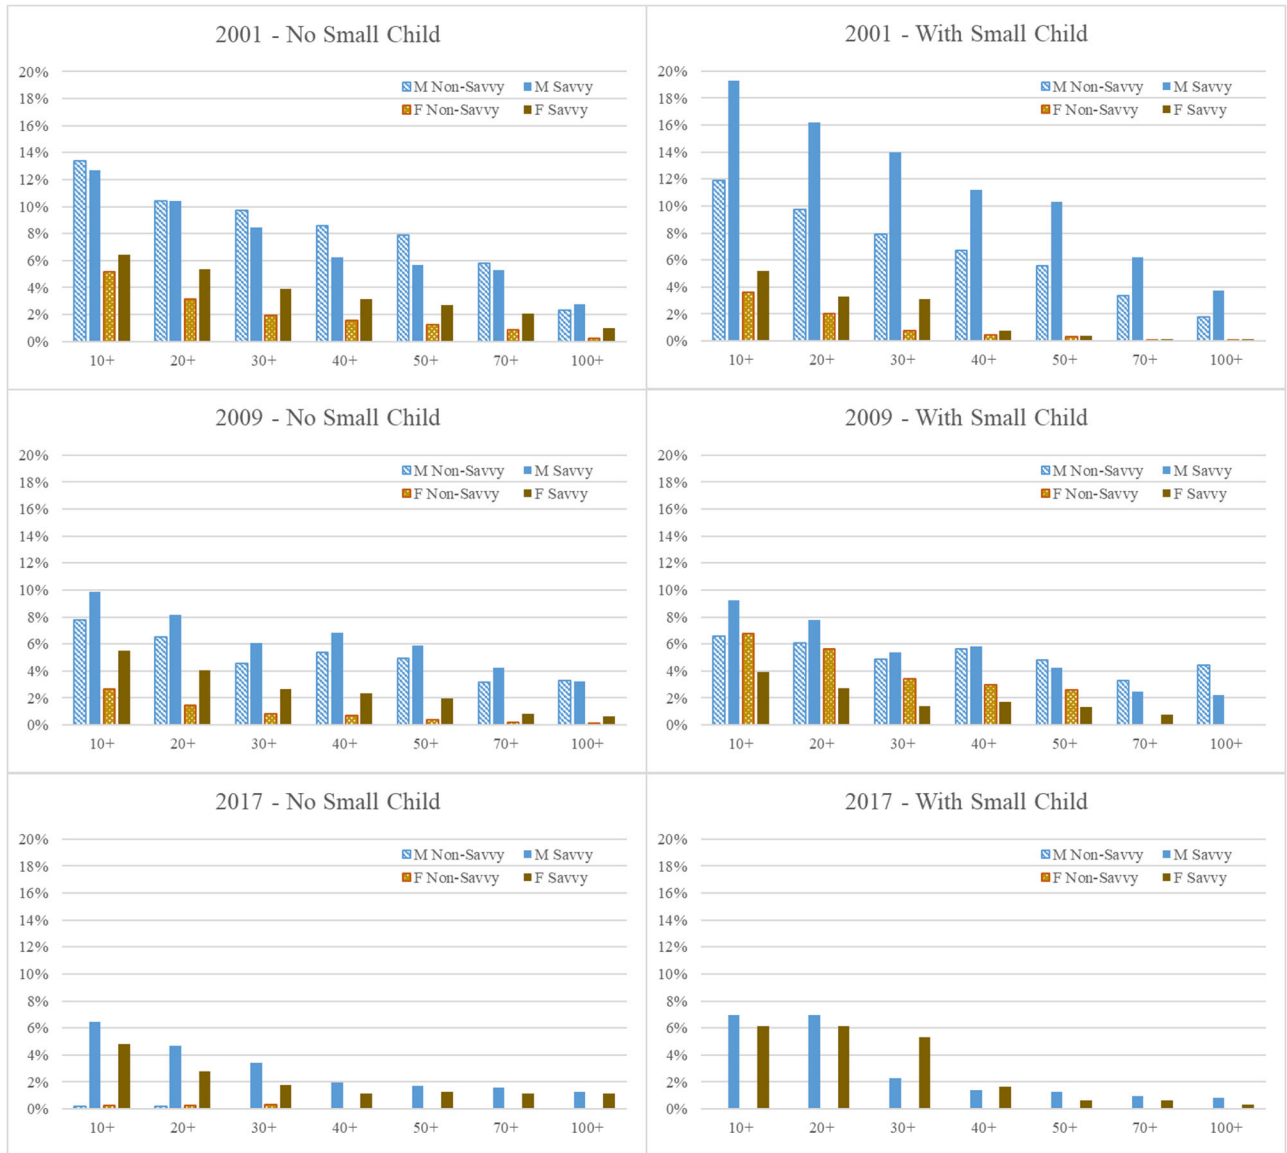 2001 - No Small Child
M Non-Savvy M Savvy
F Non-Savvy F Savvy
20%
18%
16%
14%
12%
10%
8%
6%
4%
2%
0%
10+ 20+ 30+ 40+ 50+ 70+ 100+
2001 - With Small Child
M Non-Savvy M Savvy
F Non-Savvy F Savvy
20%
18%
16%
14%
12%
10%
8%
6%
4%
2%
0%
10+ 20+ 30+ 40+ 50+ 70+ 100+
2009 - No Small Child
M Non-Savvy M Savvy
F Non-Savvy F Savvy
20%
18%
16%
14%
12%
10%
8%
6%
4%
2%
0%
10+ 20+ 30+ 40+ 50+ 70+ 100+
2009 - With Small Child
M Non-Savvy M Savvy
F Non-Savvy F Savvy
20%
18%
16%
14%
12%
10%
8%
6%
4%
2%
0%
10+ 20+ 30+ 40+ 50+ 70+ 100+
2017 - No Small Child
M Non-Savvy M Savvy
F Non-Savvy F Savvy
20%
18%
16%
14%
12%
10%
8%
6%
4%
2%
0%
10+ 20+ 30+ 40+ 50+ 70+ 100+
2017 - With Small Child
M Non-Savvy M Savvy
F Non-Savvy F Savvy
20%
18%
16%
14%
12%
10%
8%
6%
4%
2%
0%
10+ 20+ 30+ 40+ 50+ 70+ 100+